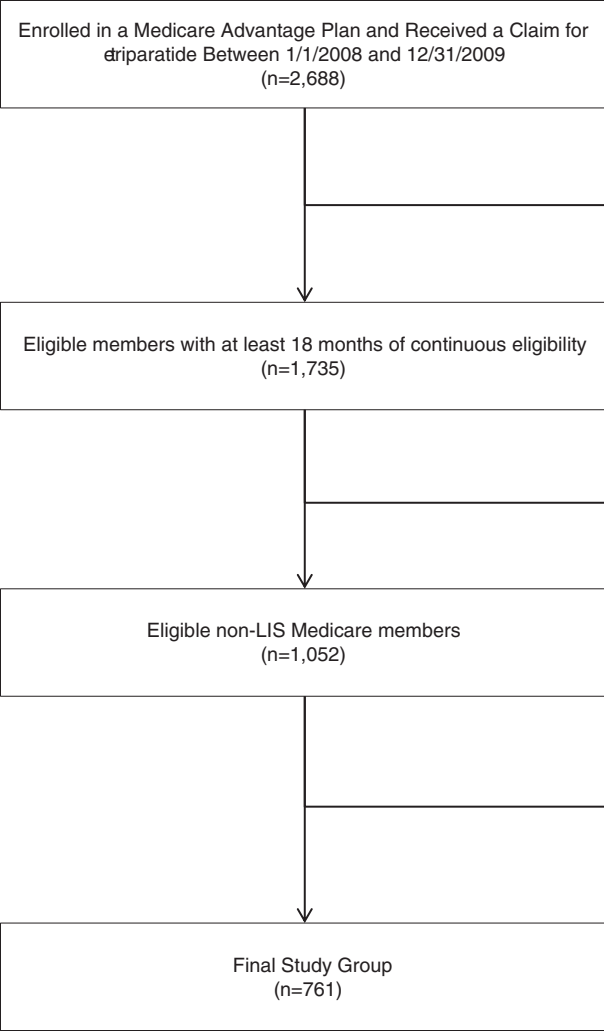 Enrolled in a Medicare Advantage Plan and Received a Claim for
etriparatide Between 1/1/2008 and 12/31/2009
(n=2,688)
Eligible members with at least 18 months of continuous eligibility
(n=1,735)
Eligible non-LIS Medicare members
(n=1,052)
Final Study Group
(n=761)